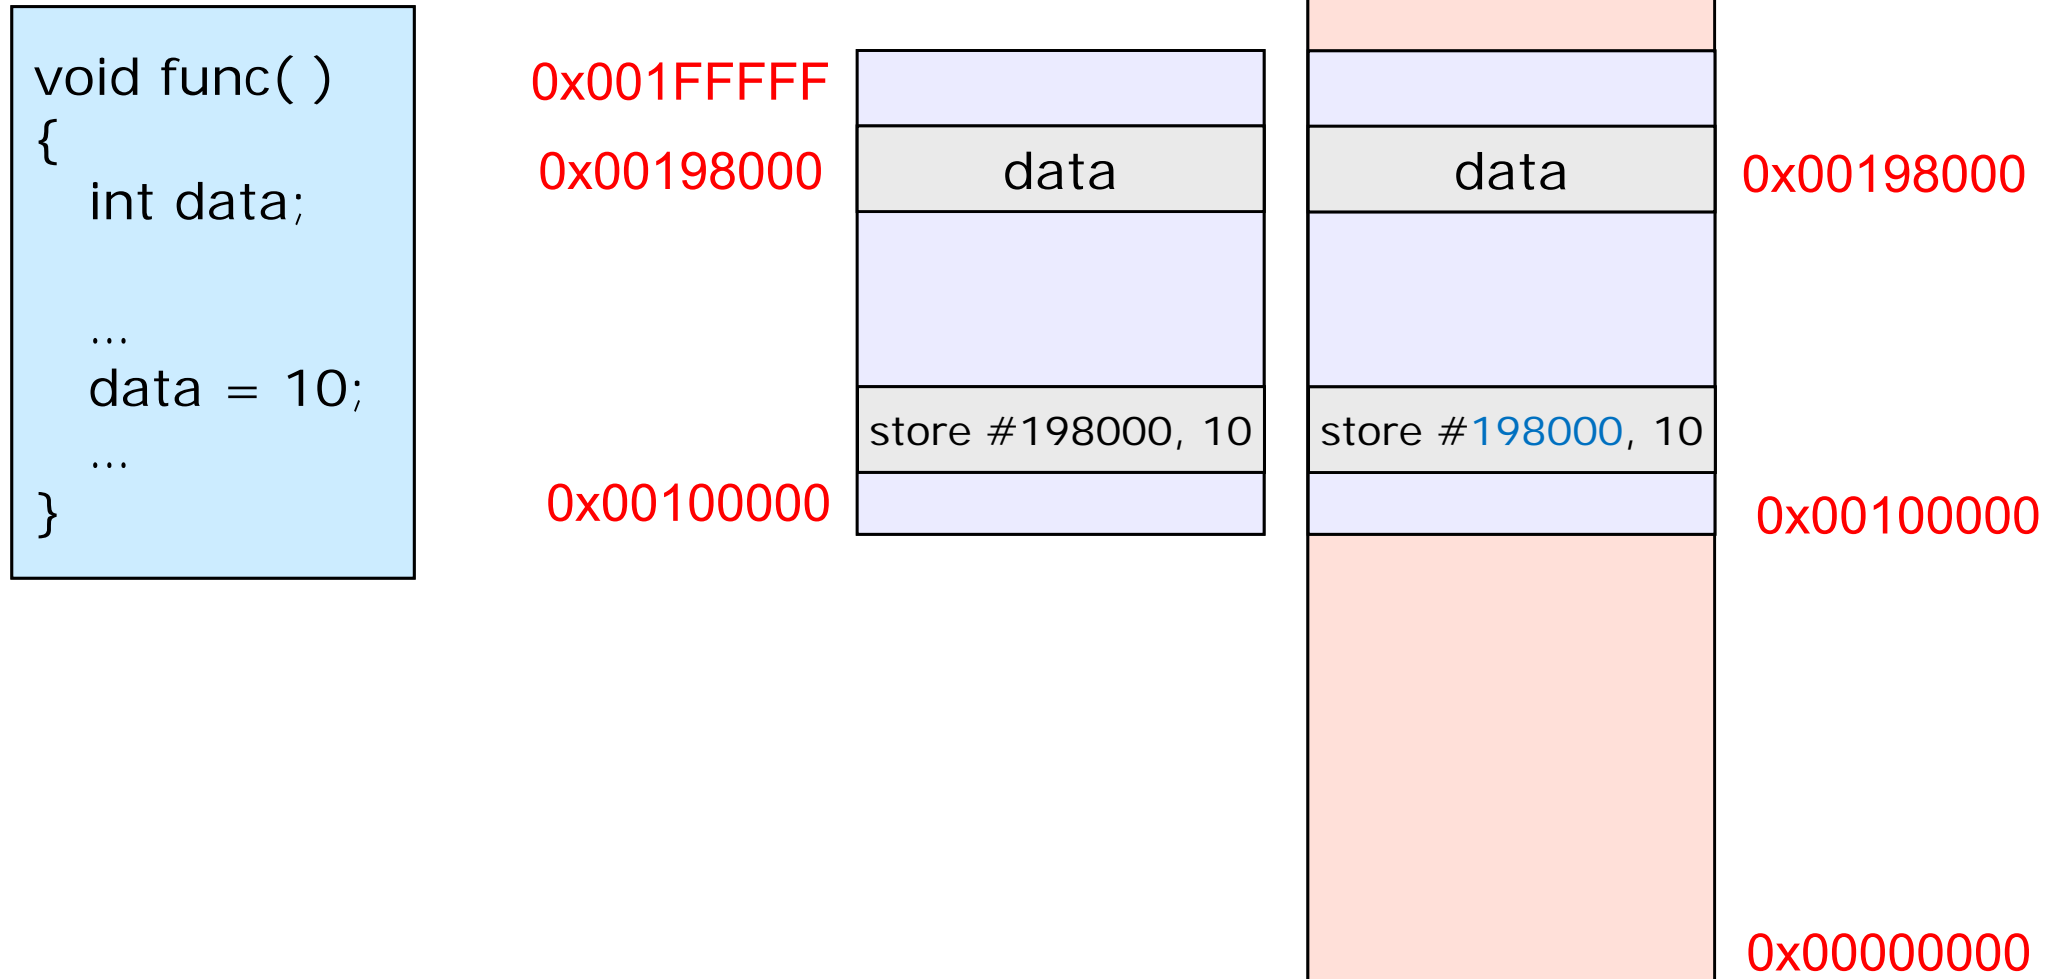 void func( )
{
int data;
...
data = 10;
...
}
0x001FFFFF
0x00198000
data
store #198000, 10
0x00100000
data
0x00198000
store #198000, 10
0x00100000
0x00000000